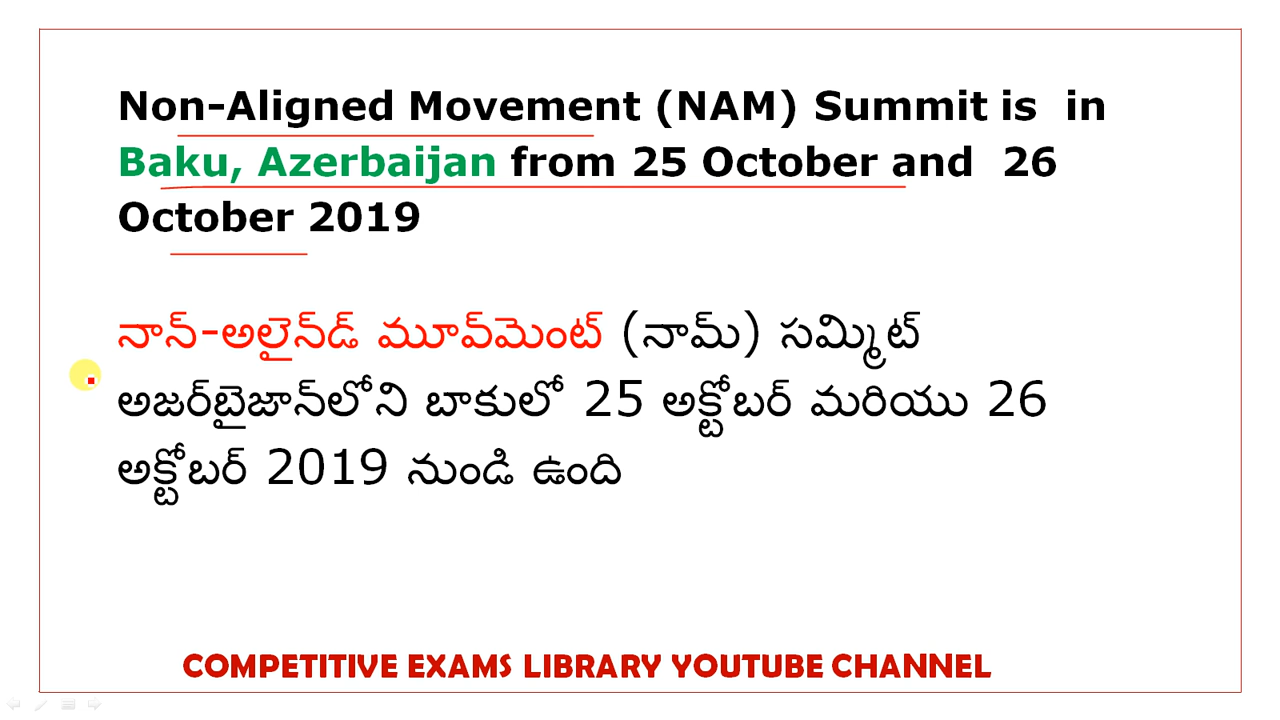 Non-Aligned Movement (NAM) Summit is in
Baku, Azerbaijan from 25 October and 26
October 2019
నాన్-అలైన్‌డ్ మూవ్‌మెంట్ (నామ్) సమ్మిట్
అజర్‌బైజాన్‌లోని బాకులో 25 అక్టోబర్ మరియు 26
అక్టోబర్ 2019 నుండి ఉంది
COMPETITIVE EXAMS LIBRARY YOUTUBE CHANNEL